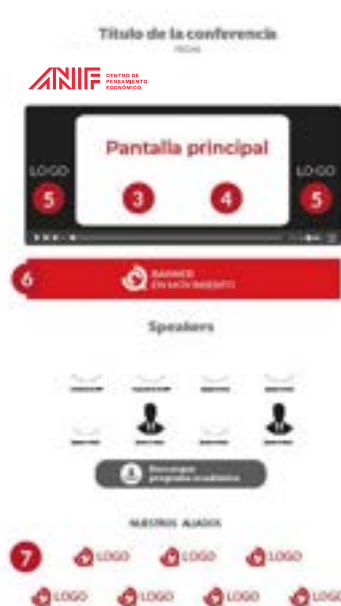 Título de la conferencia
ANIF CENTRO DE
PENSAMIENTO
ECONÓMICO
Pantalla principal
LOGO LOGO
5 3 4 5
6 BANNER
EN MOVIMIENTO
Speakers
Descargar
programa académico
NUESTROS ALIADOS
7 LOGO LOGO LOGO
LOGO LOGO LOGO LOGO